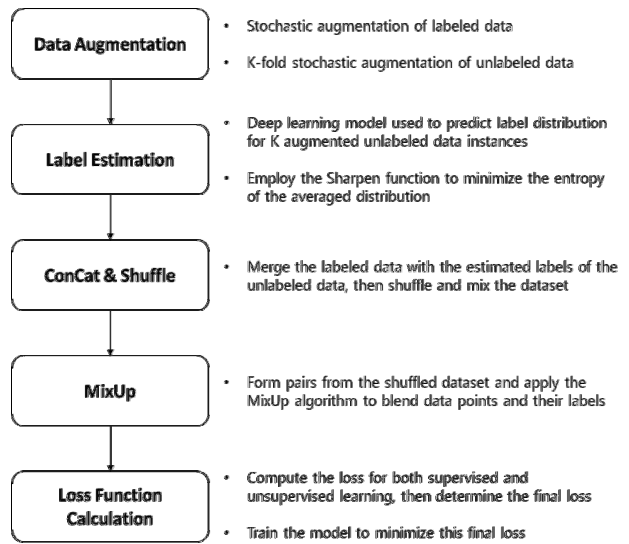 Data Augmentation
• Stochastic augmentation of labeled data
• K-fold stochastic augmentation of unlabeled data
Label Estimation
• Deep learning model used to predict label distribution
for K augmented unlabeled data instances
• Employ the Sharpen function to minimize the entropy
of the averaged distribution
ConCat & Shuffle
• Merge the labeled data with the estimated labels of the
unlabeled data, then shuffle and mix the dataset
MixUp
• Form pairs from the shuffled dataset and apply the
MixUp algorithm to blend data points and their labels
Loss Function
Calculation
• Compute the loss for both supervised and
unsupervised learning, then determine the final loss
• Train the model to minimize this final loss